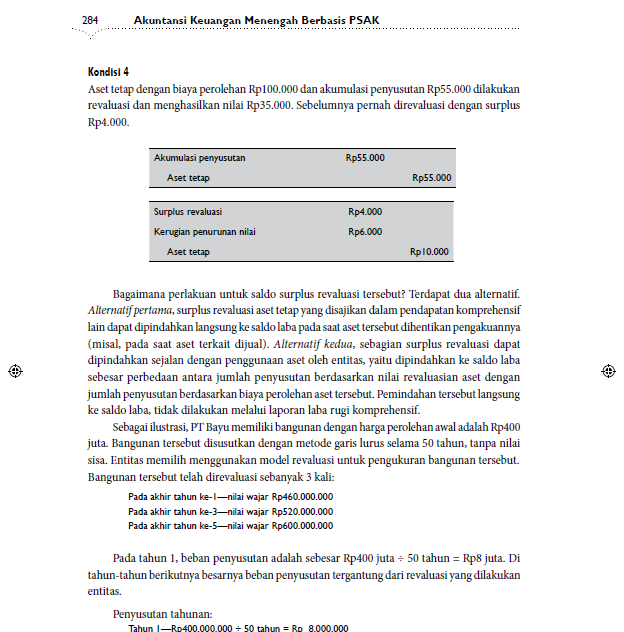 284 Akuntansi Keuangan Menengah Berbasis PSAK
Kondisi 4
Aset tetap dengan biaya perolehan Rp100.000 dan akumulasi penyusutan Rp55.000 dilakukan
revaluasi dan menghasilkan nilai Rp35.000. Sebelumnya pernah direvaluasi dengan surplus
Rp4.000.
Akumulasi penyusutan Rp55.000
Aset tetap Rp55.000
Surplus revaluasi Rp4.000
Kerugian penurunan nilai Rp6.000
Aset tetap Rp10.000
Bagaimana perlakuan untuk saldo surplus revaluasi tersebut? Terdapat dua alternatif.
Alternatif pertama, surplus revaluasi aset tetap yang disajikan dalam pendapatan komprehensif
lain dapat dipindahkan langsung ke saldo laba pada saat aset tersebut dihentikan pengakuannya
(misal, pada saat aset terkait dijual). Alternatif kedua, sebagian surplus revaluasi dapat
dipindahkan sejalan dengan penggunaan aset oleh entitas, yaitu dipindahkan ke saldo laba
sebesar perbedaan antara jumlah penyusutan berdasarkan nilai revaluasian aset dengan
jumlah penyusutan berdasarkan biaya perolehan aset tersebut. Pemindahan tersebut langsung
ke saldo laba, tidak dilakukan melalui laporan laba rugi komprehensif.
Sebagai ilustrasi, PT Bayu memiliki bangunan dengan harga perolehan awal adalah Rp400
juta. Bangunan tersebut disusutkan dengan metode garis lurus selama 50 tahun, tanpa nilai
sisa. Entitas memilih menggunakan model revaluasi untuk pengukuran bangunan tersebut.
Bangunan tersebut telah direvaluasi sebanyak 3 kali:
Pada akhir tahun ke-1—nilai wajar Rp460.000.000
Pada akhir tahun ke-3—nilai wajar Rp520.000.000
Pada akhir tahun ke-5—nilai wajar Rp600.000.000
Pada tahun 1, beban penyusutan adalah sebesar Rp400 juta ÷ 50 tahun = Rp8 juta. Di
tahun-tahun berikutnya besarnya beban penyusutan tergantung dari revaluasi yang dilakukan
entitas.
Penyusutan tahunan:
Tahun 1—Rp400.000.000 ÷ 50 tahun = Rp 8.000.000